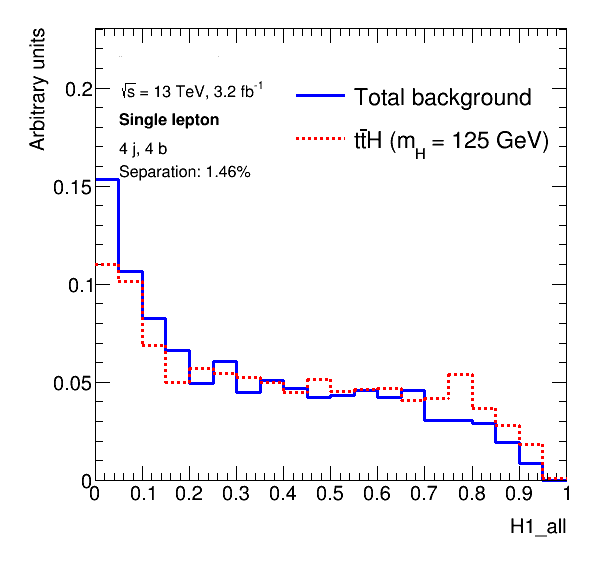 Arbitrary units
√s = 13 TeV, 3.2 fb⁻¹
Single lepton
4 j, 4 b
Separation: 1.46%
Total background
tt̄H (m_H = 125 GeV)
0.2
0.15
0.1
0.05
0
0 0.1 0.2 0.3 0.4 0.5 0.6 0.7 0.8 0.9 1
H1_all